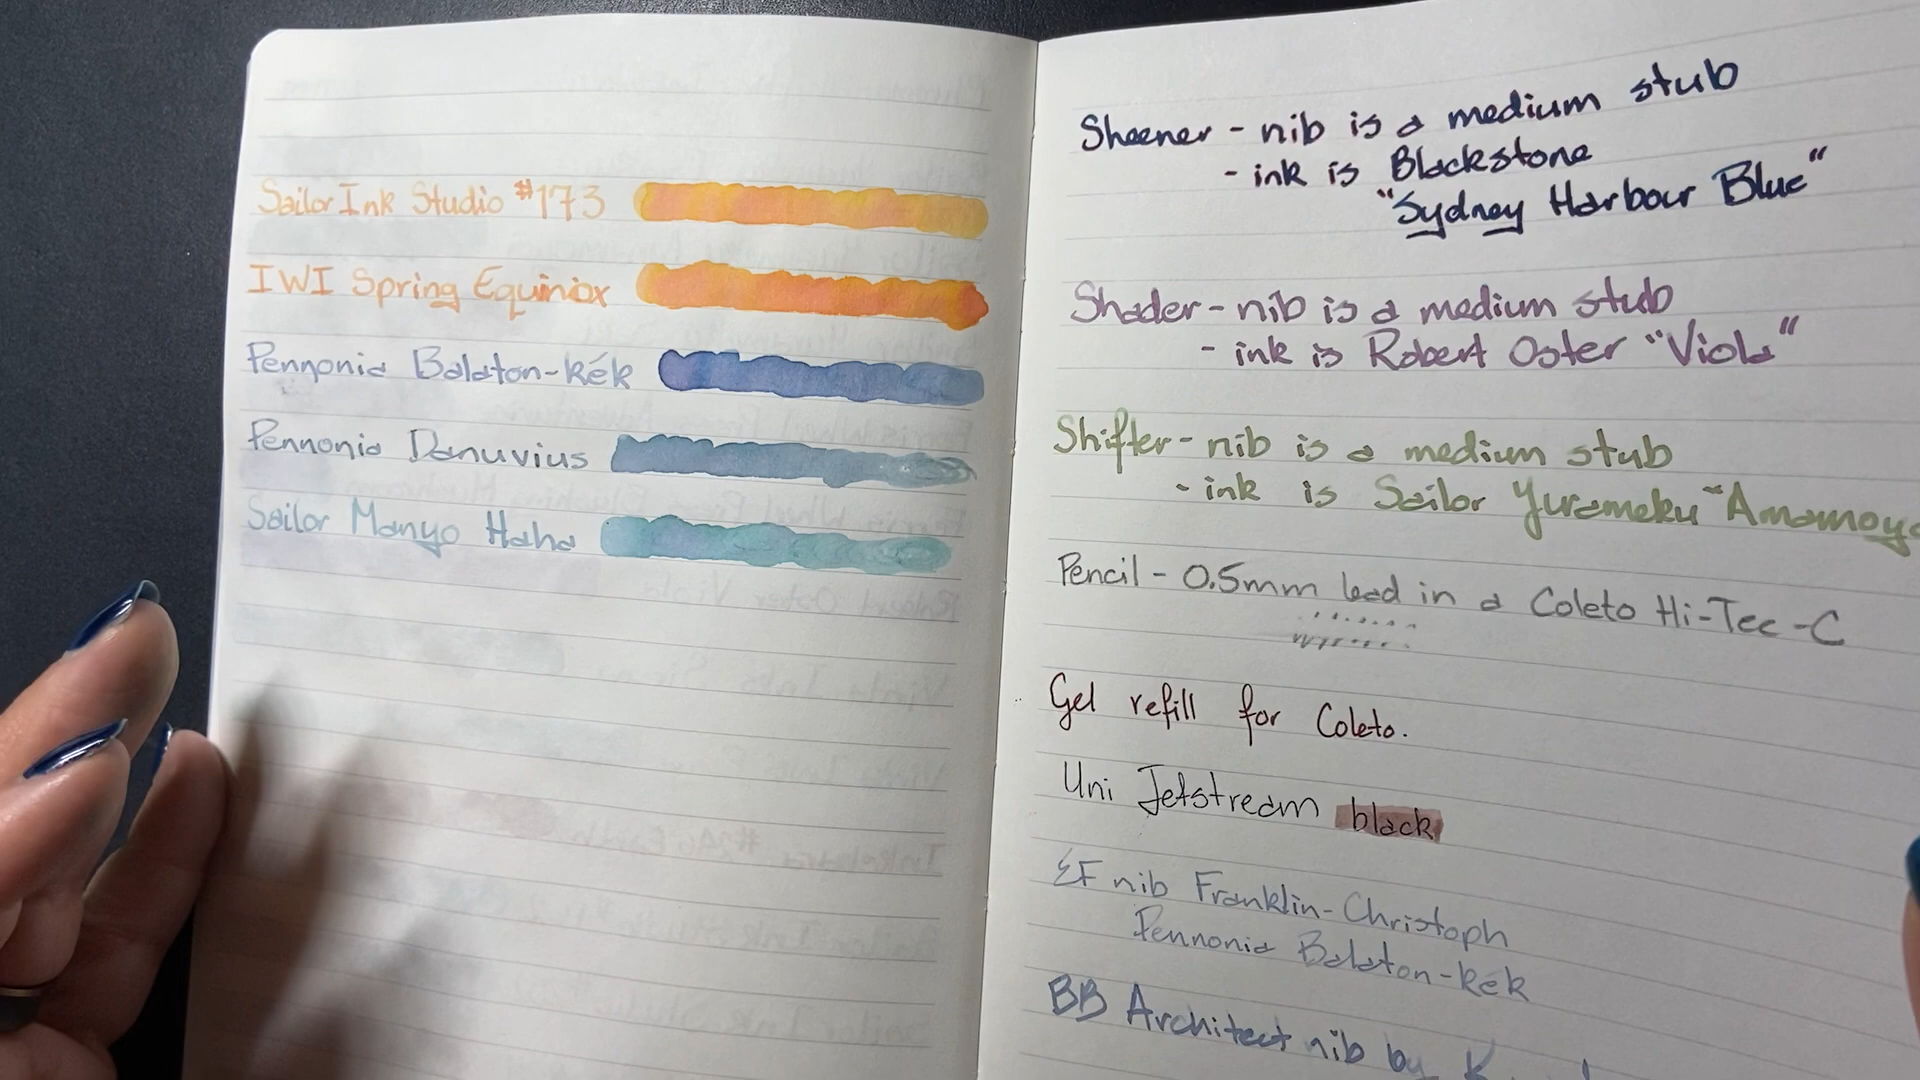 Sailor Ink Studio #173
IWI Spring Equinox
Pennonia Balaton-kék
Pennonia Danuvius
Sailor Manyo Haha
Sheener - nib is a medium stub
- ink is Blackstone
"Sydney Harbour Blue"
Shader - nib is a medium stub
- ink is Robert Oster "Viola"
Shifter - nib is a medium stub
- ink is Sailor Yurameku "Amamoyo
Pencil - 0.5mm lead in a Coleto Hi-Tec-C
Gel refill for Coleto.
Uni Jetstream black
EF nib Franklin-Christoph
Pennonia Balaton-kék
BB Architect nib by